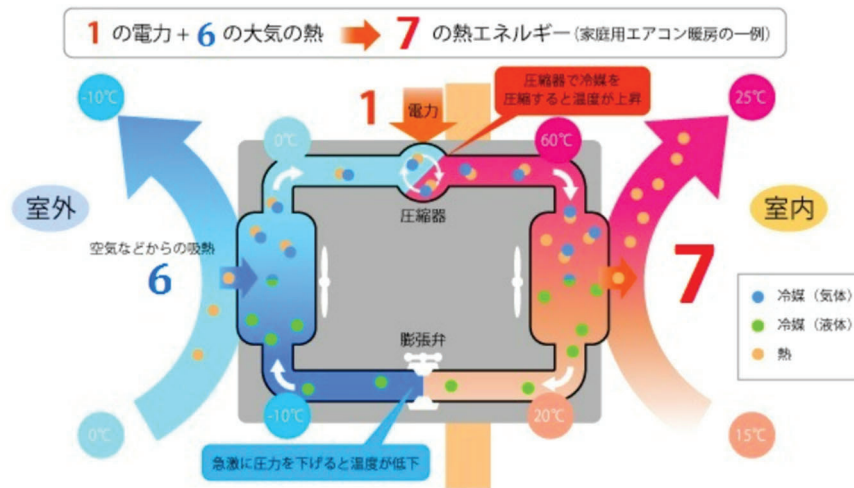 1 の電力 + 6 の大気の熱 7 の熱エネルギー(家庭用エアコン暖房の一例)
-10℃
1
電力
圧縮器で冷媒を
圧縮すると温度が上昇
25℃
0℃
60℃
室外
圧縮器
室内
空気などからの吸熱
6
7
冷媒(気体)
冷媒(液体)
熱
膨張弁
-10℃
20℃
0℃
15℃
急激に圧力を下げると温度が低下